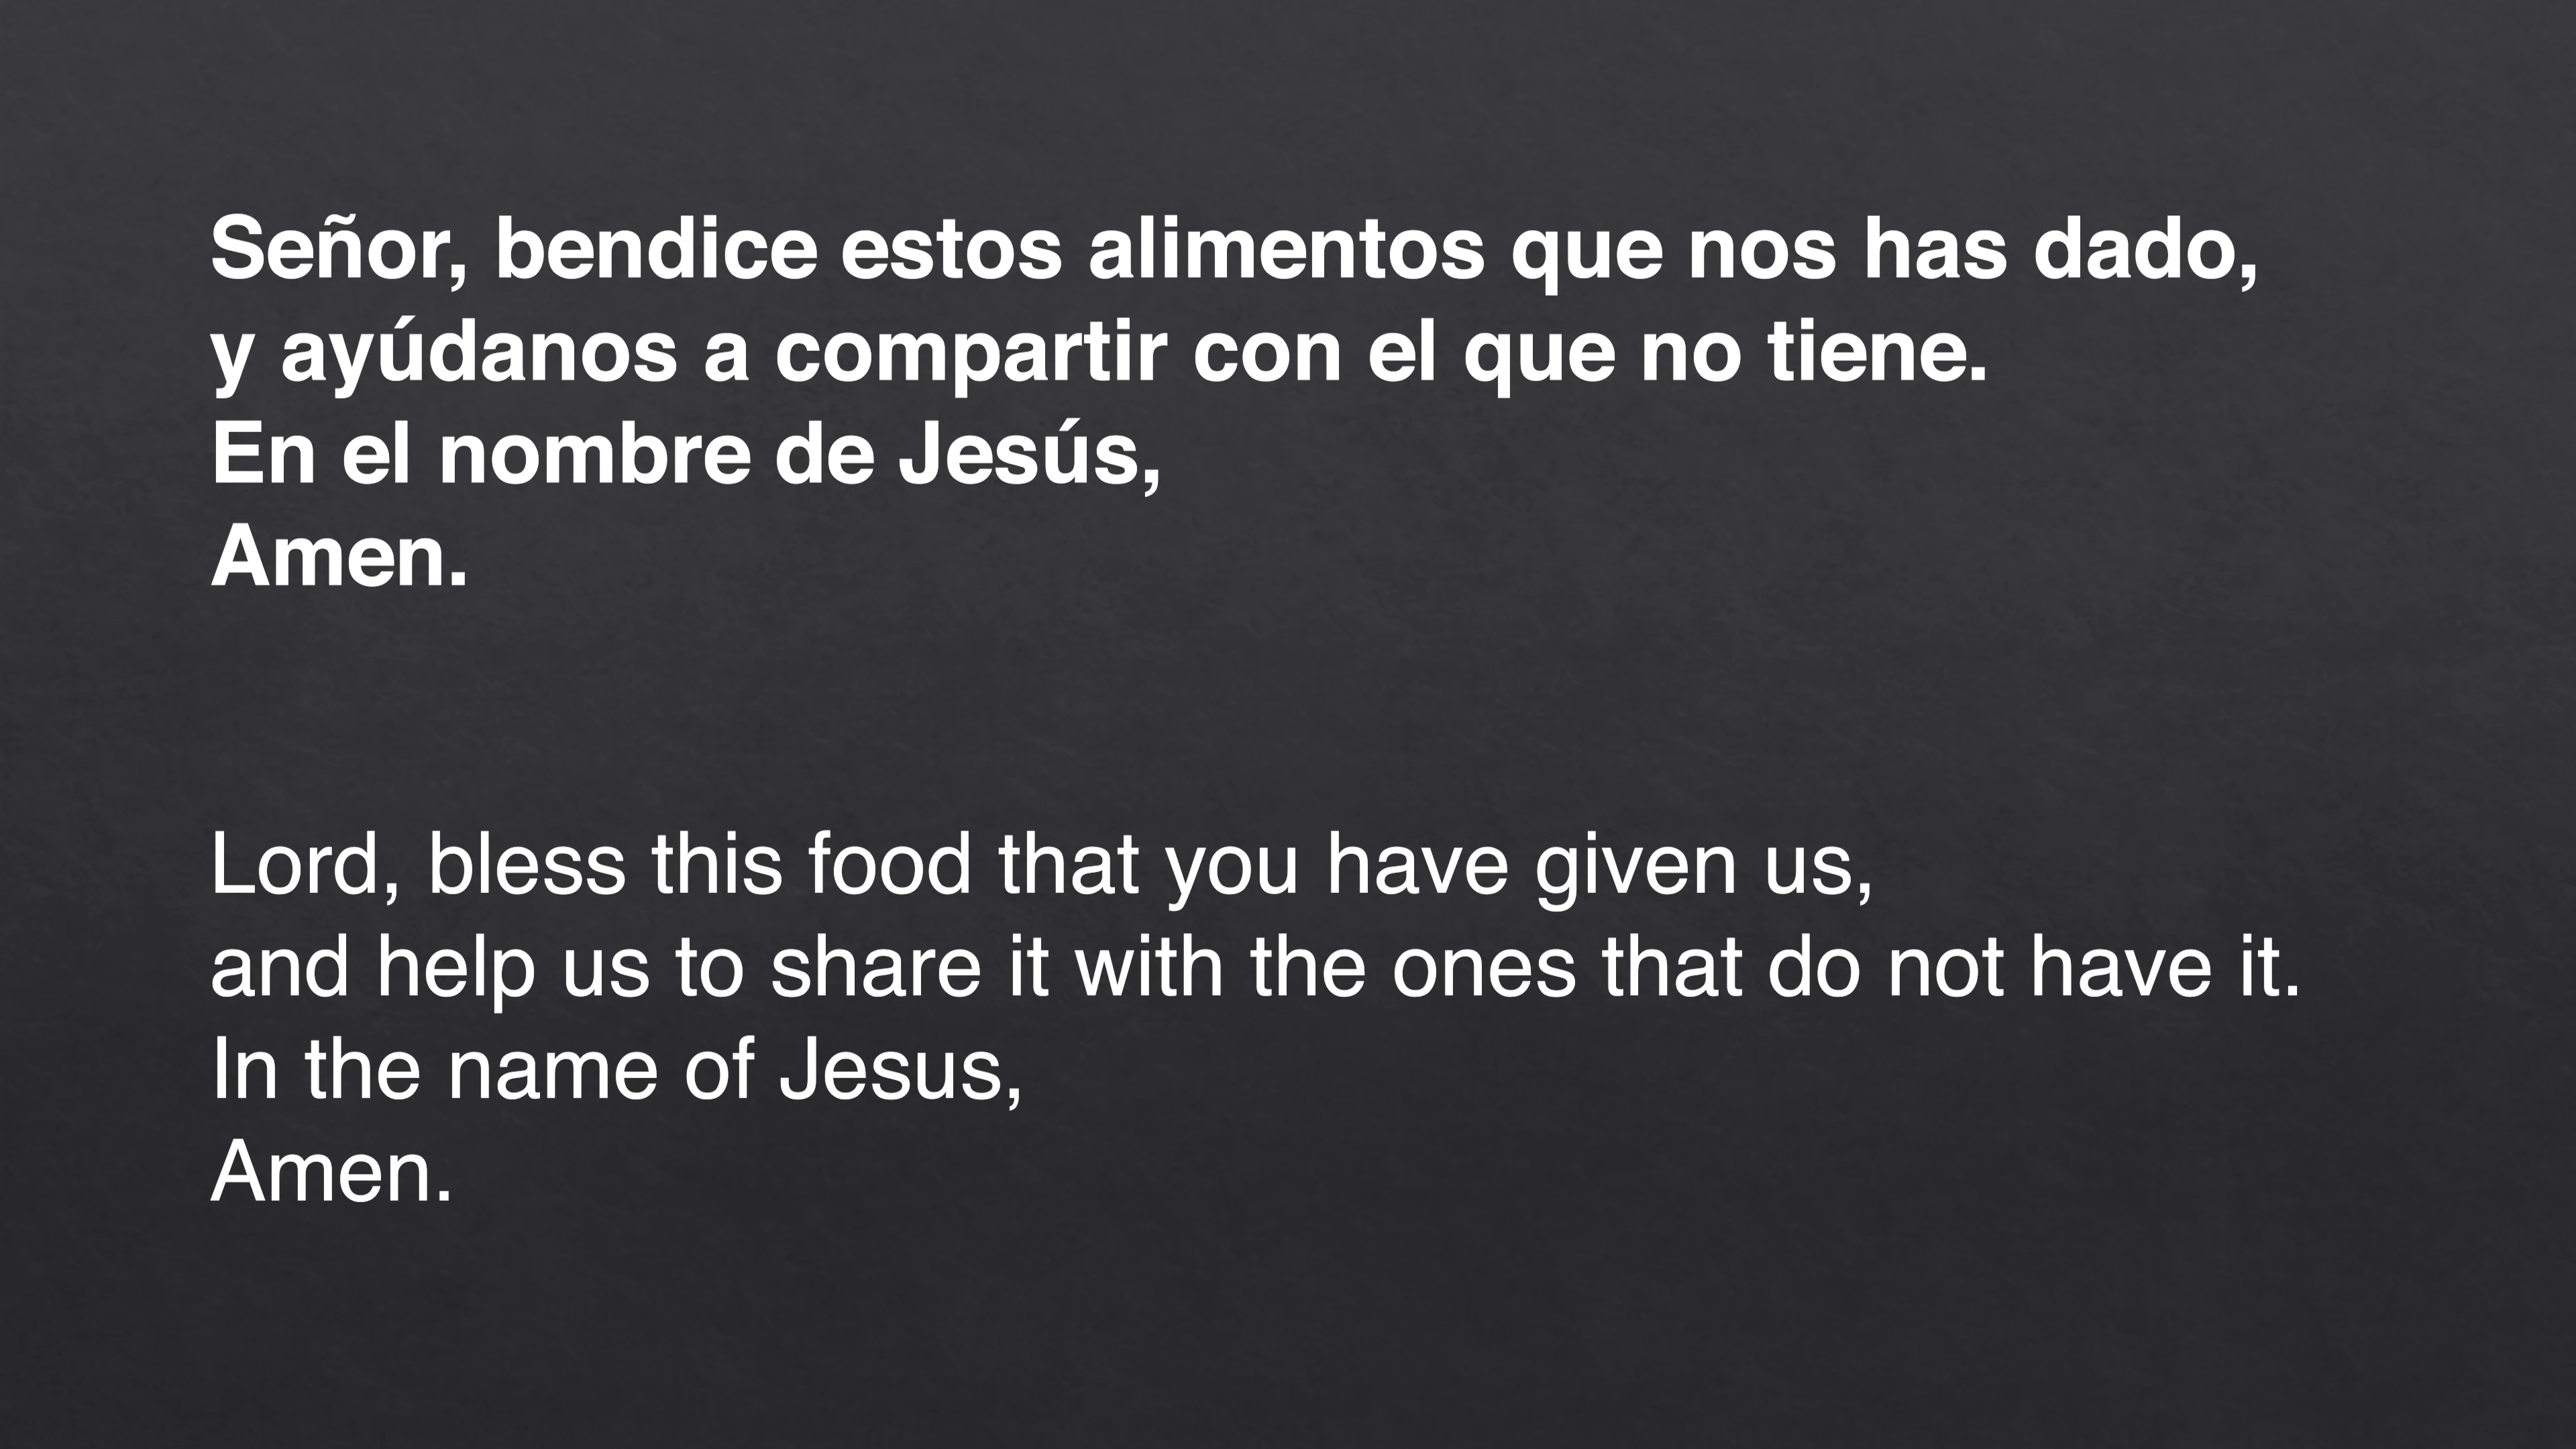 Señor, bendice estos alimentos que nos has dado,
y ayúdanos a compartir con el que no tiene.
En el nombre de Jesús,
Amen.
Lord, bless this food that you have given us,
and help us to share it with the ones that do not have it.
In the name of Jesus,
Amen.